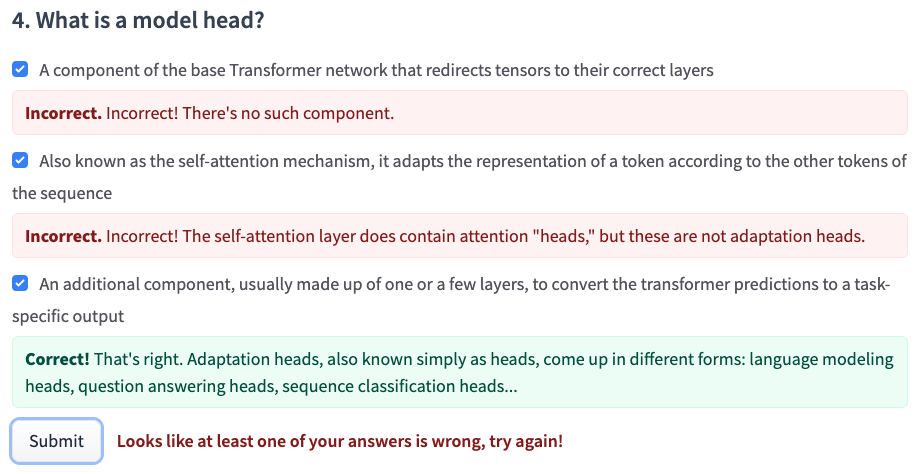 4. What is a model head?
A component of the base Transformer network that redirects tensors to their correct layers
Incorrect. Incorrect! There's no such component.
Also known as the self-attention mechanism, it adapts the representation of a token according to the other tokens of
the sequence
Incorrect. Incorrect! The self-attention layer does contain attention "heads," but these are not adaptation heads.
An additional component, usually made up of one or a few layers, to convert the transformer predictions to a task-
specific output
Correct! That's right. Adaptation heads, also known simply as heads, come up in different forms: language modeling
heads, question answering heads, sequence classification heads...
Submit Looks like at least one of your answers is wrong, try again!